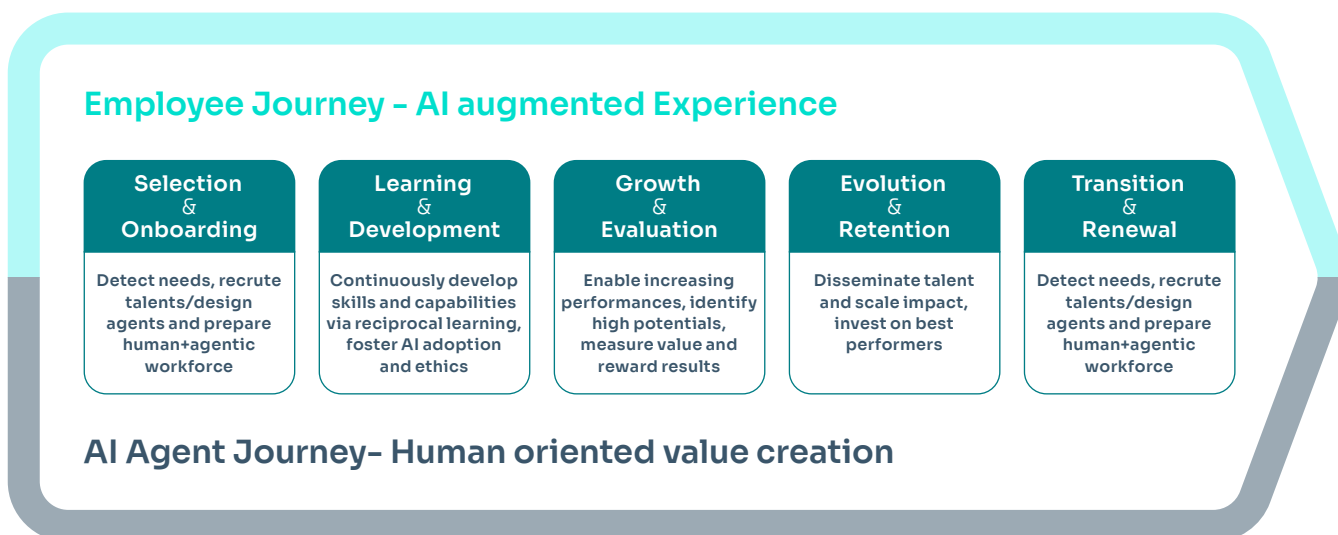 Employee Journey - AI augmented Experience
Selection
&
Onboarding
Detect needs, recrute
talents/design
agents and prepare
human+agentic
workforce
Learning
&
Development
Continuously develop
skills and capabilities
via reciprocal learning,
foster AI adoption
and ethics
Growth
&
Evaluation
Enable increasing
performances, identify
high potentials,
measure value and
reward results
Evolution
&
Retention
Disseminate talent
and scale impact,
invest on best
performers
Transition
&
Renewal
Detect needs, recrute
talents/design
agents and prepare
human+agentic
workforce
AI Agent Journey- Human oriented value creation